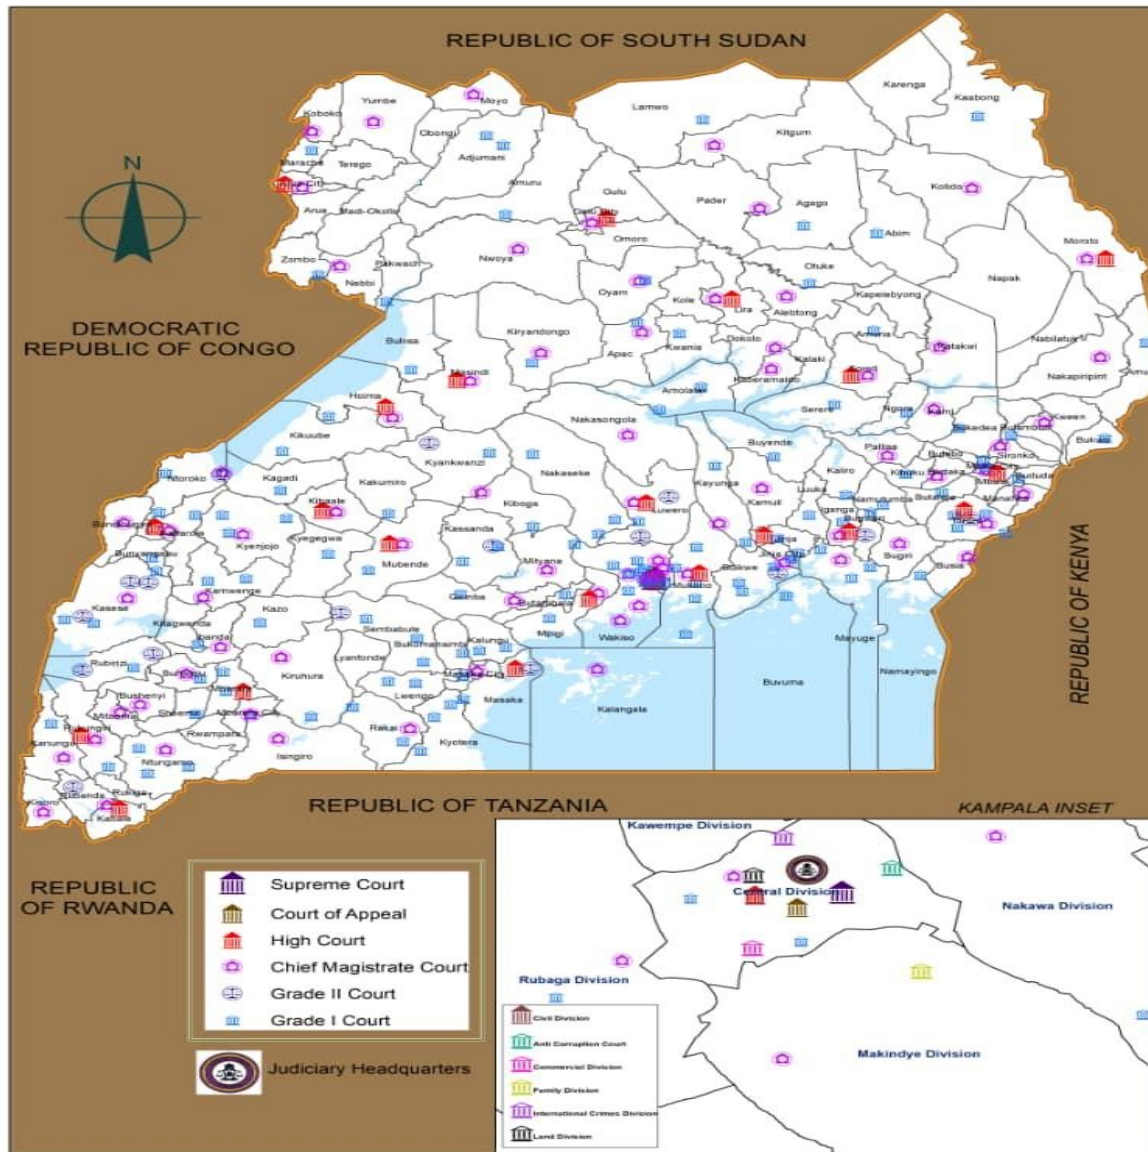 REPUBLIC OF SOUTH SUDAN
Karenga
Kaabong
Yumbe
Moyo
Koboko
Lamwo
Kitgum
Obongi
Adjumani
Maracha
Terego
Amuru
Gulu
Pader
Agago
Kotido
N
Arua
Madi-Okollo
Omoro
Abim
Moroto
Zombo
Nebbi
Pakwach
Nwoya
Oyam
Kole
Lira
Otuke
Alebtong
Kapelebyong
Napak
DEMOCRATIC
REPUBLIC OF CONGO
Buliisa
Kiryandongo
Apac
Kwania
Dokolo
Kalaki
Amuria
Katakwi
Nabilatuk
Nakapiripirit
Masindi
Kaberamaido
Soroti
Hoima
Amolatar
Serere
Ngora
Kumi
Nakasongola
Kween
Bukedea
Bukwo
Kikuube
Buyende
Pallisa
Sironko
Kyankwanzi
Nakaseke
Kayunga
Kaliro
Butebo
Ntoroko
Kagadi
Kakumiro
Kiboga
Kamuli
Luuka
Namutumba
Butaleja
Kibaale
Luwero
Iganga
Kyenjojo
Kyegegwa
Kassanda
Mityana
Bugiri
Busia
Bunyangabu
Mubende
Jinja City
Buikwe
Kasese
Kamwenge
Gomba
Butambala
Kitagwenda
Kazo
Sembabule
Mpigi
Wakiso
Mayuge
Ibanda
Bukomansimbi
Kalungu
Namayingo
Rubirizi
Lyantonde
Kiruhura
Masaka City
Buvuma
Bushenyi
Lwengo
Masaka
Kalangala
Mitooma
Sheema
Rwampara
Rakai
Kyotera
Kanungu
Rukungiri
Ntungamo
Isingiro
Kisoro
Rubanda
Rukiga
Kabale
REPUBLIC OF KENYA
REPUBLIC OF TANZANIA
KAMPALA INSET
REPUBLIC
OF RWANDA
Supreme Court
Court of Appeal
High Court
Chief Magistrate Court
Grade II Court
Grade I Court
Judiciary Headquarters
Kawempe Division
Central Division
Nakawa Division
Rubaga Division
Makindye Division
Civil Division
Anti Corruption Court
Commercial Division
Family Division
International Crimes Division
Land Division